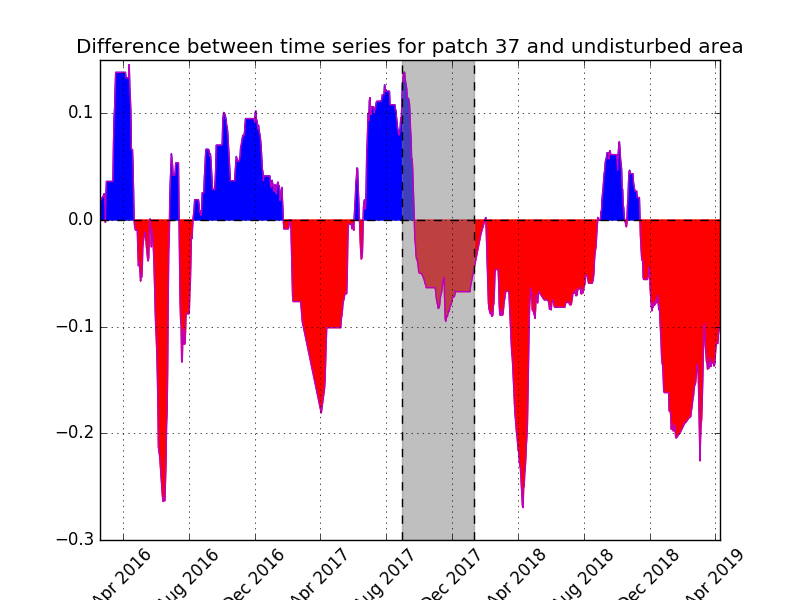 Difference between time series for patch 37 and undisturbed area
0.1
0.0
−0.1
−0.2
−0.3
Apr 2016
Aug 2016
Dec 2016
Apr 2017
Aug 2017
Dec 2017
Apr 2018
Aug 2018
Dec 2018
Apr 2019